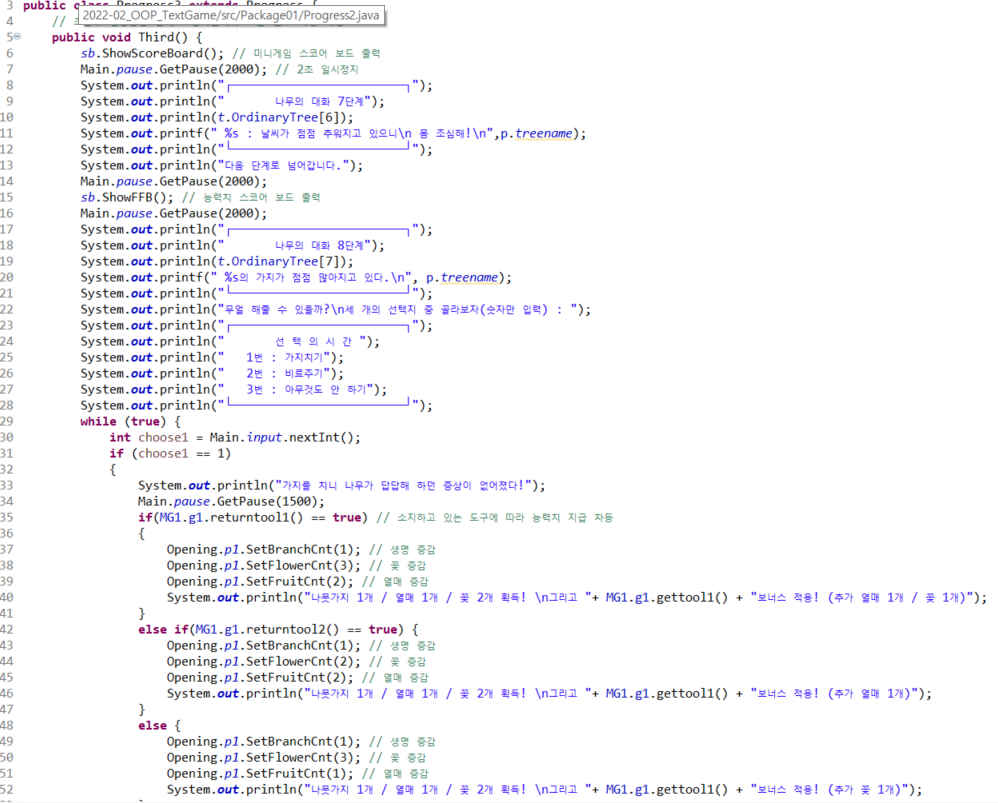 3 public class Progress3 extends Progress {
2022-02_OOP_TextGame/src/Package01/Progress2.java
4 //
5 public void Third() {
6 sb.ShowScoreBoard(); // 미니게임 스코어 보드 출력
7 Main.pause.GetPause(2000); // 2초 일시정지
8 System.out.println("┌─────────────────────────┐");
9 System.out.println("       나무의 대화 7단계");
10 System.out.println(t.OrdinaryTree[6]);
11 System.out.printf(" %s : 날씨가 점점 추워지고 있으니\n 몸 조심해!\n",p.treename);
12 System.out.println("└─────────────────────────┘");
13 System.out.println("다음 단계로 넘어갑니다.");
14 Main.pause.GetPause(2000);
15 sb.ShowFFB(); // 능력치 스코어 보드 출력
16 Main.pause.GetPause(2000);
17 System.out.println("┌─────────────────────────┐");
18 System.out.println("       나무의 대화 8단계");
19 System.out.println(t.OrdinaryTree[7]);
20 System.out.printf(" %s의 가지가 점점 많아지고 있다.\n", p.treename);
21 System.out.println("└─────────────────────────┘");
22 System.out.println("무얼 해줄 수 있을까?\n세 개의 선택지 중 골라보자(숫자만 입력) : ");
23 System.out.println("┌─────────────────────────┐");
24 System.out.println("       선 택 의 시 간 ");
25 System.out.println("   1번 : 가지치기");
26 System.out.println("   2번 : 비료주기");
27 System.out.println("   3번 : 아무것도 안 하기");
28 System.out.println("└─────────────────────────┘");
29 while (true) {
30 int choose1 = Main.input.nextInt();
31 if (choose1 == 1)
32 {
33 System.out.println("가지를 치니 나무가 답답해 하던 증상이 없어졌다!");
34 Main.pause.GetPause(1500);
35 if(MG1.g1.returntool1() == true) // 소지하고 있는 도구에 따라 능력치 지급 자동
36 {
37 Opening.p1.SetBranchCnt(1); // 생명 증감
38 Opening.p1.SetFlowerCnt(3); // 꽃 증감
39 Opening.p1.SetFruitCnt(2); // 열매 증감
40 System.out.println("나뭇가지 1개 / 열매 1개 / 꽃 2개 획득! \n그리고 "+ MG1.g1.gettool1() + "보너스 적용! (추가 열매 1개 / 꽃 1개)");
41 }
42 else if(MG1.g1.returntool2() == true) {
43 Opening.p1.SetBranchCnt(1); // 생명 증감
44 Opening.p1.SetFlowerCnt(2); // 꽃 증감
45 Opening.p1.SetFruitCnt(2); // 열매 증감
46 System.out.println("나뭇가지 1개 / 열매 1개 / 꽃 2개 획득! \n그리고 "+ MG1.g1.gettool1() + "보너스 적용! (추가 열매 1개)");
47 }
48 else {
49 Opening.p1.SetBranchCnt(1); // 생명 증감
50 Opening.p1.SetFlowerCnt(3); // 꽃 증감
51 Opening.p1.SetFruitCnt(1); // 열매 증감
52 System.out.println("나뭇가지 1개 / 열매 1개 / 꽃 2개 획득! \n그리고 "+ MG1.g1.gettool1() + "보너스 적용! (추가 꽃 1개)");